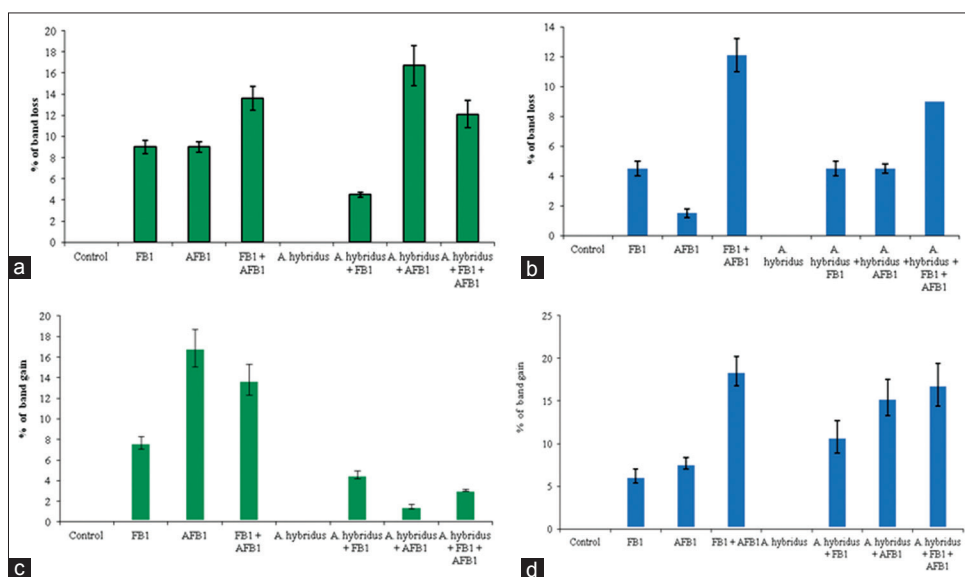 20
18
16
14
12
10
8
6
4
2
0
% of band loss
Control
FB1
AFB1
FB1 +
AFB1
A. hybridus
A. hybridus
+ FB1
A. hybridus
+ AFB1
A. hybridus +
FB1 +
AFB1
a
14
12
10
8
6
4
2
0
% of band loss
Control
FB1
AFB1
FB1 +
AFB1
A.
hybridus
A.
hybridus +
FB1
A.
hybridus +
AFB1
A.
hybridus +
FB1 +
AFB1
b
20
18
16
14
12
10
8
6
4
2
0
% of band gain
Control
FB1
AFB1
FB1 +
AFB1
A. hybridus
A. hybridus
+ FB1
A. hybridus
+ AFB1
A. hybridus
+ FB1 +
AFB1
c
25
20
15
10
5
0
% of band gain
Control
FB1
AFB1
FB1 + AFB1
A. hybridus
A. hybridus
+ FB1
A. hybridus
+ AFB1
A. hybridus
+ FB1 +
AFB1
d